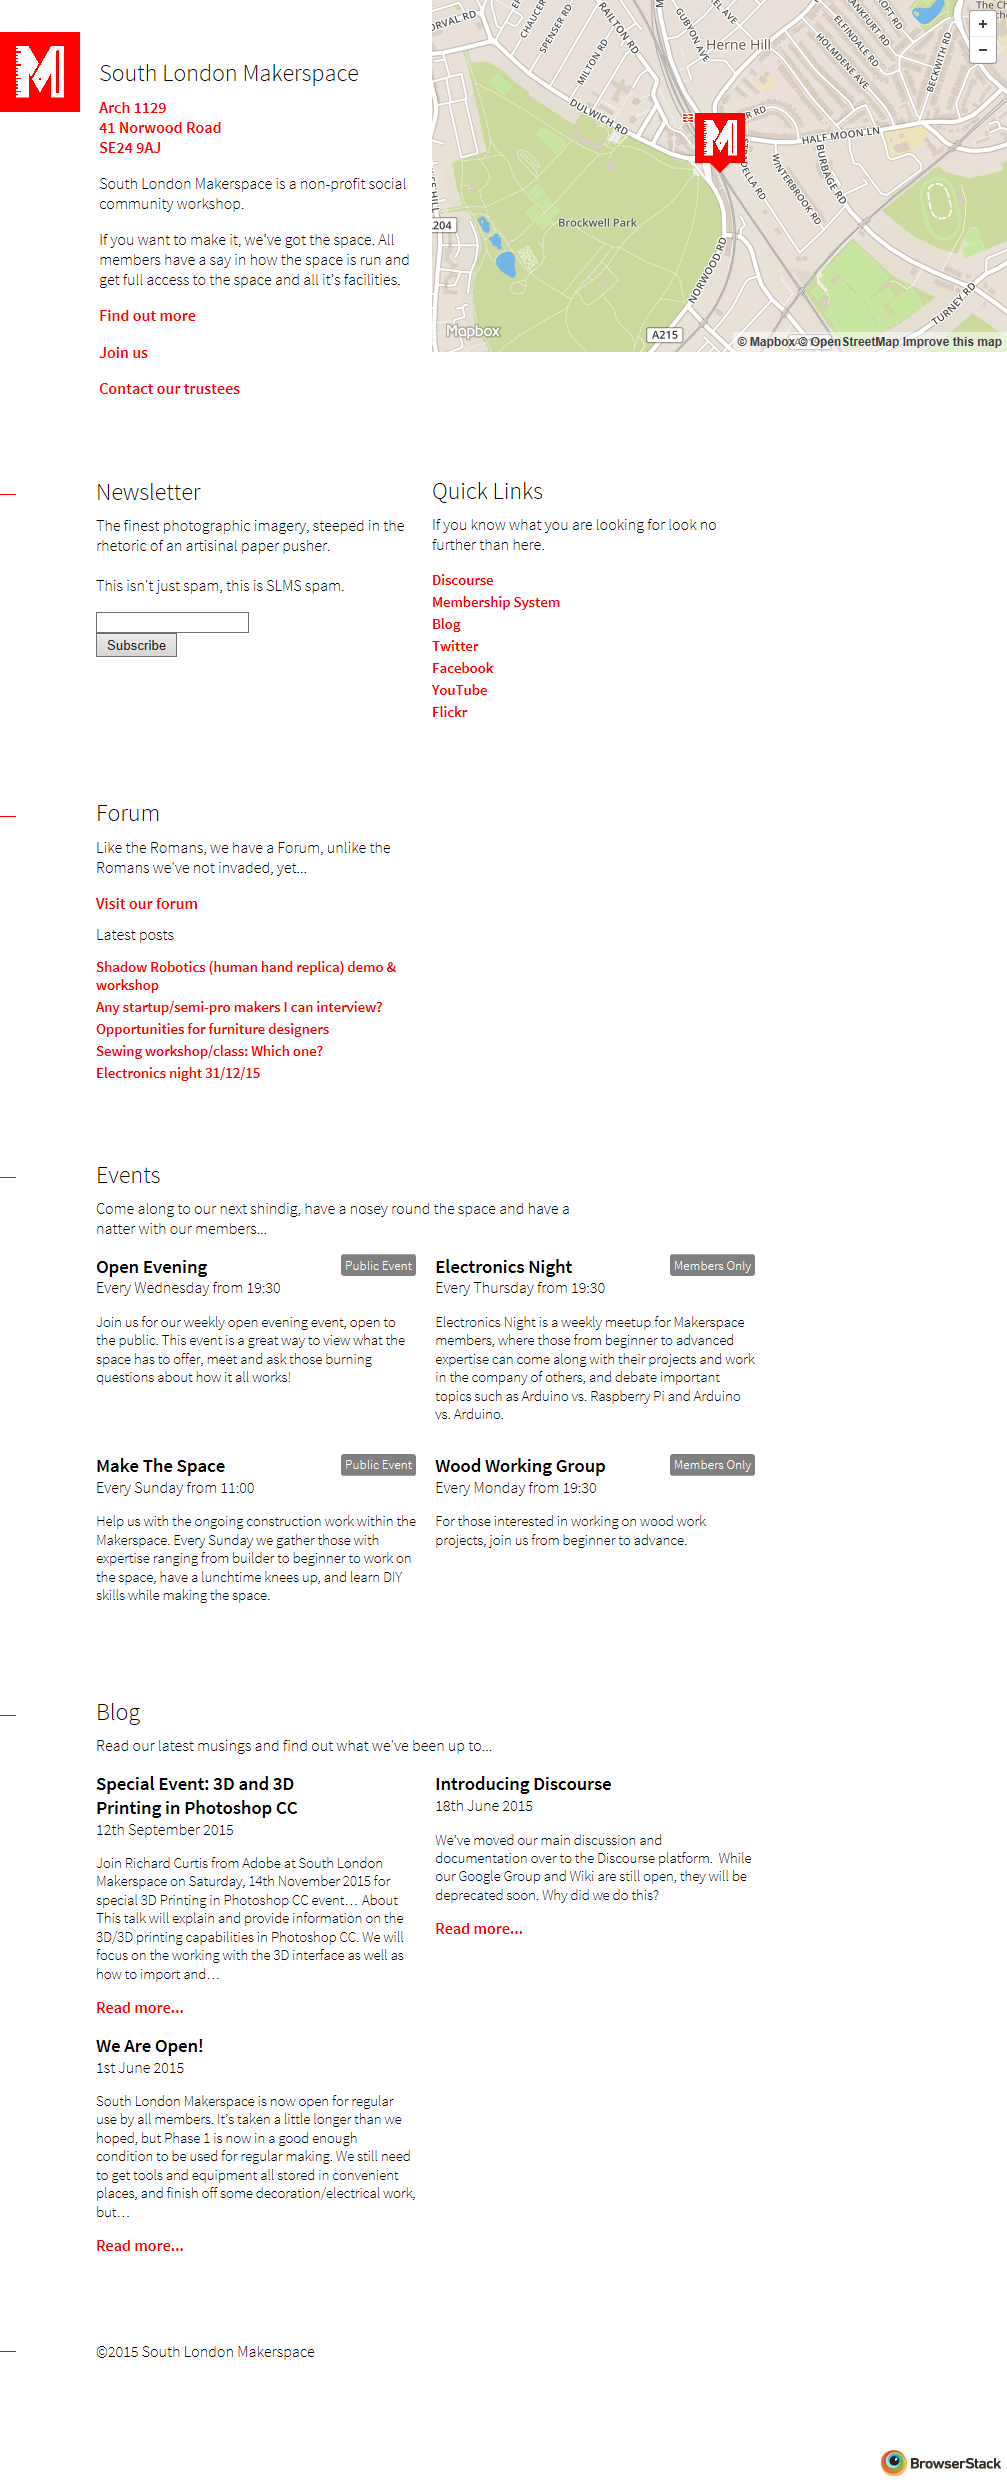 South London Makerspace
Arch 1129
41 Norwood Road
SE24 9AJ
South London Makerspace is a non-profit social
community workshop.
If you want to make it, we've got the space. All
members have a say in how the space is run and
get full access to the space and all it's facilities.
Find out more
Join us
Contact our trustees
CHAUCER
SPENSER RD
RAILTON RD
MILTON RD
GUBYON AVE
Herne Hill
DULWICH RD
HOLMDENE AVE
ELFINDALE RD
FRANKFURT RD
BECKWITH RD
HALF MOON LN
BURBAGE RD
WINTERBROOK RD
Brockwell Park
NORWOOD RD
TURNEY RD
204
A215
+
−
Mapbox
© Mapbox © OpenStreetMap Improve this map
Newsletter
The finest photographic imagery, steeped in the
rhetoric of an artisinal paper pusher.
This isn't just spam, this is SLMS spam.
Subscribe
Quick Links
If you know what you are looking for look no
further than here.
Discourse
Membership System
Blog
Twitter
Facebook
YouTube
Flickr
Forum
Like the Romans, we have a Forum, unlike the
Romans we've not invaded, yet...
Visit our forum
Latest posts
Shadow Robotics (human hand replica) demo &
workshop
Any startup/semi-pro makers I can interview?
Opportunities for furniture designers
Sewing workshop/class: Which one?
Electronics night 31/12/15
Events
Come along to our next shindig, have a nosey round the space and have a
natter with our members...
Open Evening
Public Event
Every Wednesday from 19:30
Join us for our weekly open evening event, open to
the public. This event is a great way to view what the
space has to offer, meet and ask those burning
questions about how it all works!
Electronics Night
Members Only
Every Thursday from 19:30
Electronics Night is a weekly meetup for Makerspace
members, where those from beginner to advanced
expertise can come along with their projects and work
in the company of others, and debate important
topics such as Arduino vs. Raspberry Pi and Arduino
vs. Arduino.
Make The Space
Public Event
Every Sunday from 11:00
Help us with the ongoing construction work within the
Makerspace. Every Sunday we gather those with
expertise ranging from builder to beginner to work on
the space, have a lunchtime knees up, and learn DIY
skills while making the space.
Wood Working Group
Members Only
Every Monday from 19:30
For those interested in working on wood work
projects, join us from beginner to advance.
Blog
Read our latest musings and find out what we've been up to...
Special Event: 3D and 3D
Printing in Photoshop CC
12th September 2015
Join Richard Curtis from Adobe at South London
Makerspace on Saturday, 14th November 2015 for
special 3D Printing in Photoshop CC event… About
This talk will explain and provide information on the
3D/3D printing capabilities in Photoshop CC. We will
focus on the working with the 3D interface as well as
how to import and…
Read more...
Introducing Discourse
18th June 2015
We've moved our main discussion and
documentation over to the Discourse platform.  While
our Google Group and Wiki are still open, they will be
deprecated soon. Why did we do this?
Read more...
We Are Open!
1st June 2015
South London Makerspace is now open for regular
use by all members. It's taken a little longer than we
hoped, but Phase 1 is now in a good enough
condition to be used for regular making. We still need
to get tools and equipment all stored in convenient
places, and finish off some decoration/electrical work,
but…
Read more...
©2015 South London Makerspace
BrowserStack